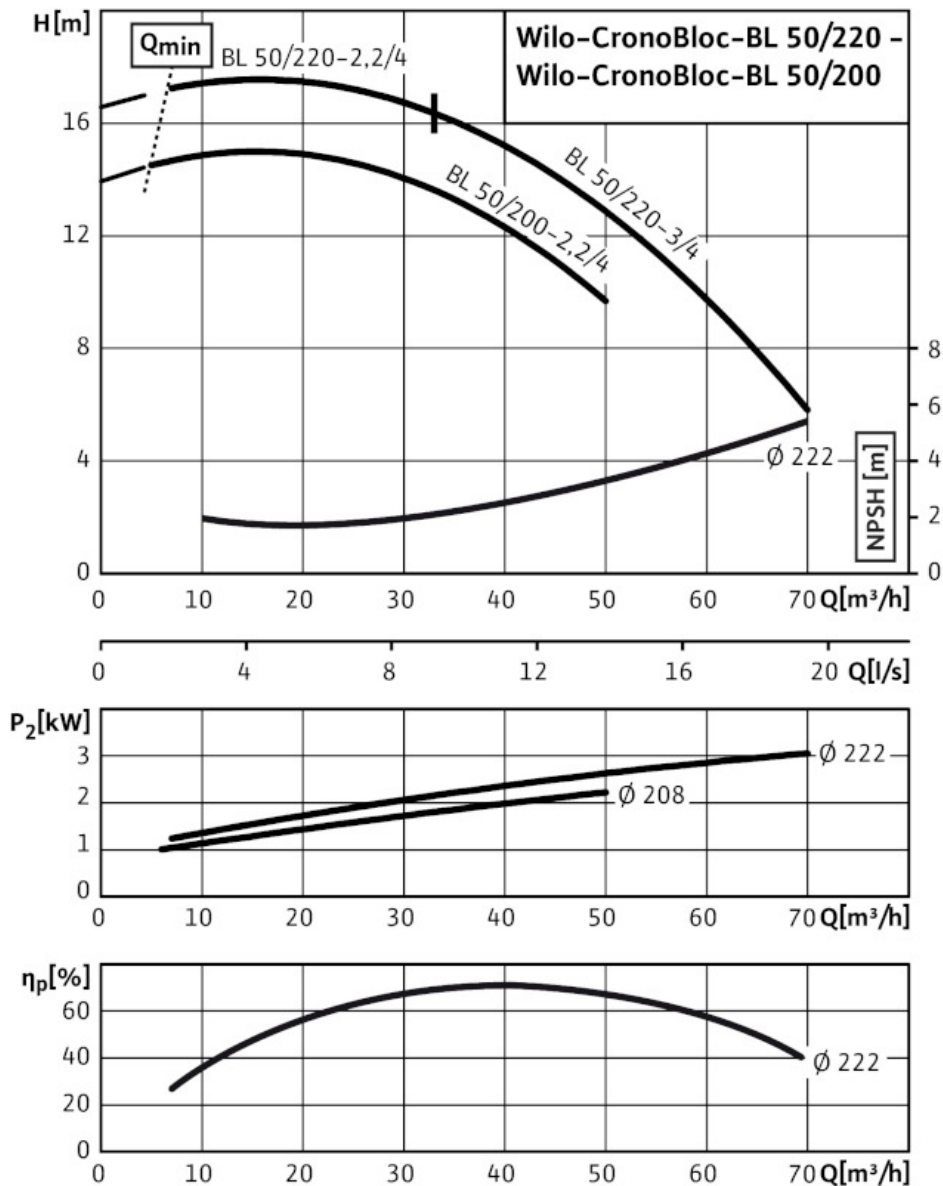 H[m]
Qmin
BL 50/220-2,2/4
Wilo-CronoBloc-BL 50/220 -
Wilo-CronoBloc-BL 50/200
16
BL 50/220-3/4
BL 50/200-2,2/4
12
8
8
6
4
Ø 222
4
NPSH [m]
2
0
0
0 10 20 30 40 50 60 70 Q[m³/h]
0 4 8 12 16 20 Q[l/s]
P₂[kW]
3
Ø 222
2
Ø 208
1
0
0 10 20 30 40 50 60 70 Q[m³/h]
ηp[%]
60
40
Ø 222
20
0
0 10 20 30 40 50 60 70 Q[m³/h]